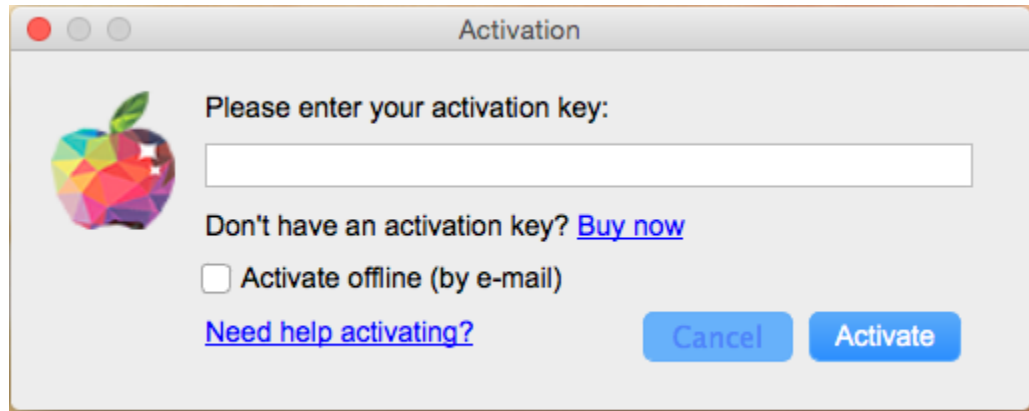 Activation
Please enter your activation key:
Don't have an activation key? Buy now
Activate offline (by e-mail)
Need help activating?
Cancel
Activate